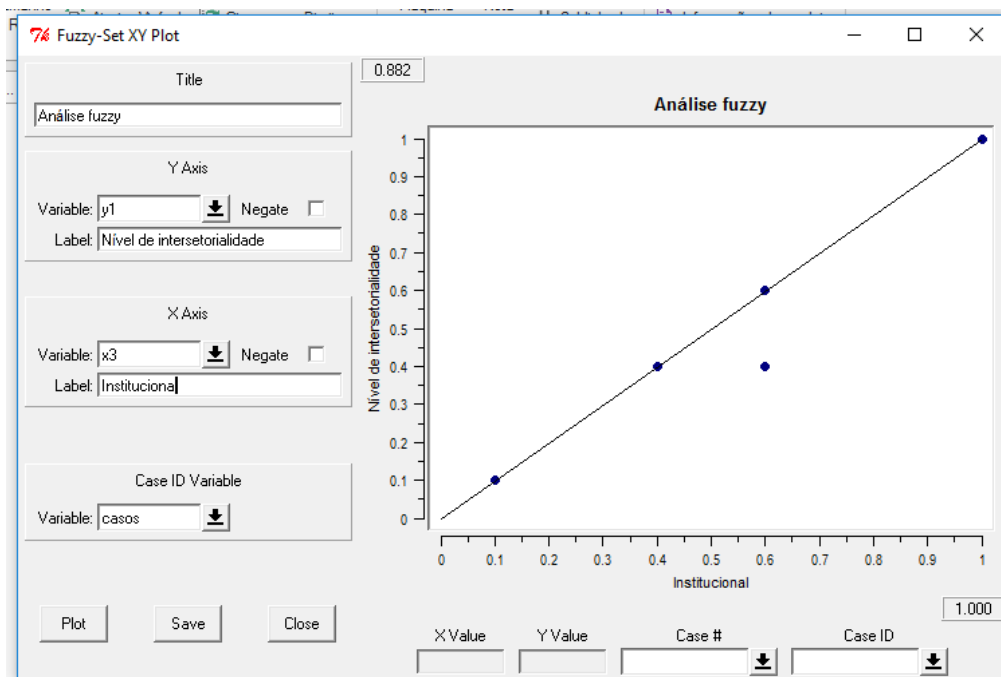 Fuzzy-Set XY Plot
Title
Análise fuzzy
Y Axis
Variable: y1 Negate
Label: Nível de intersetorialidade
X Axis
Variable: x3 Negate
Label: Instituciona
Case ID Variable
Variable: casos
Plot Save Close
0.882
Análise fuzzy
Nível de intersetorialidade
1
0.9
0.8
0.7
0.6
0.5
0.4
0.3
0.2
0.1
0
0 0.1 0.2 0.3 0.4 0.5 0.6 0.7 0.8 0.9 1
Institucional
1.000
X Value Y Value Case # Case ID